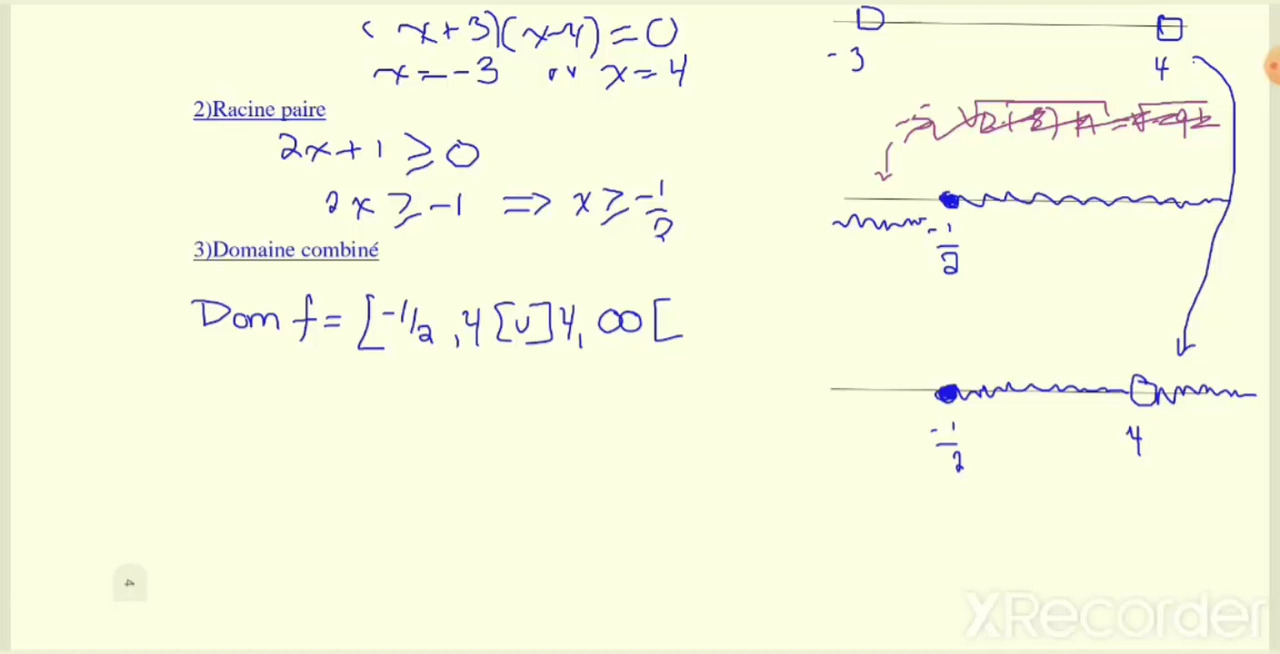 (x+3)(x-4)=0
x=-3 ou x=4
-3
4
2)Racine paire
2x+1 ≥ 0
2x ≥ -1 => x ≥ -1/2
-1/2
3)Domaine combiné
Dom f = [-1/2, 4[ ∪ ]4, ∞[
-1/2
4
4
XRecorder